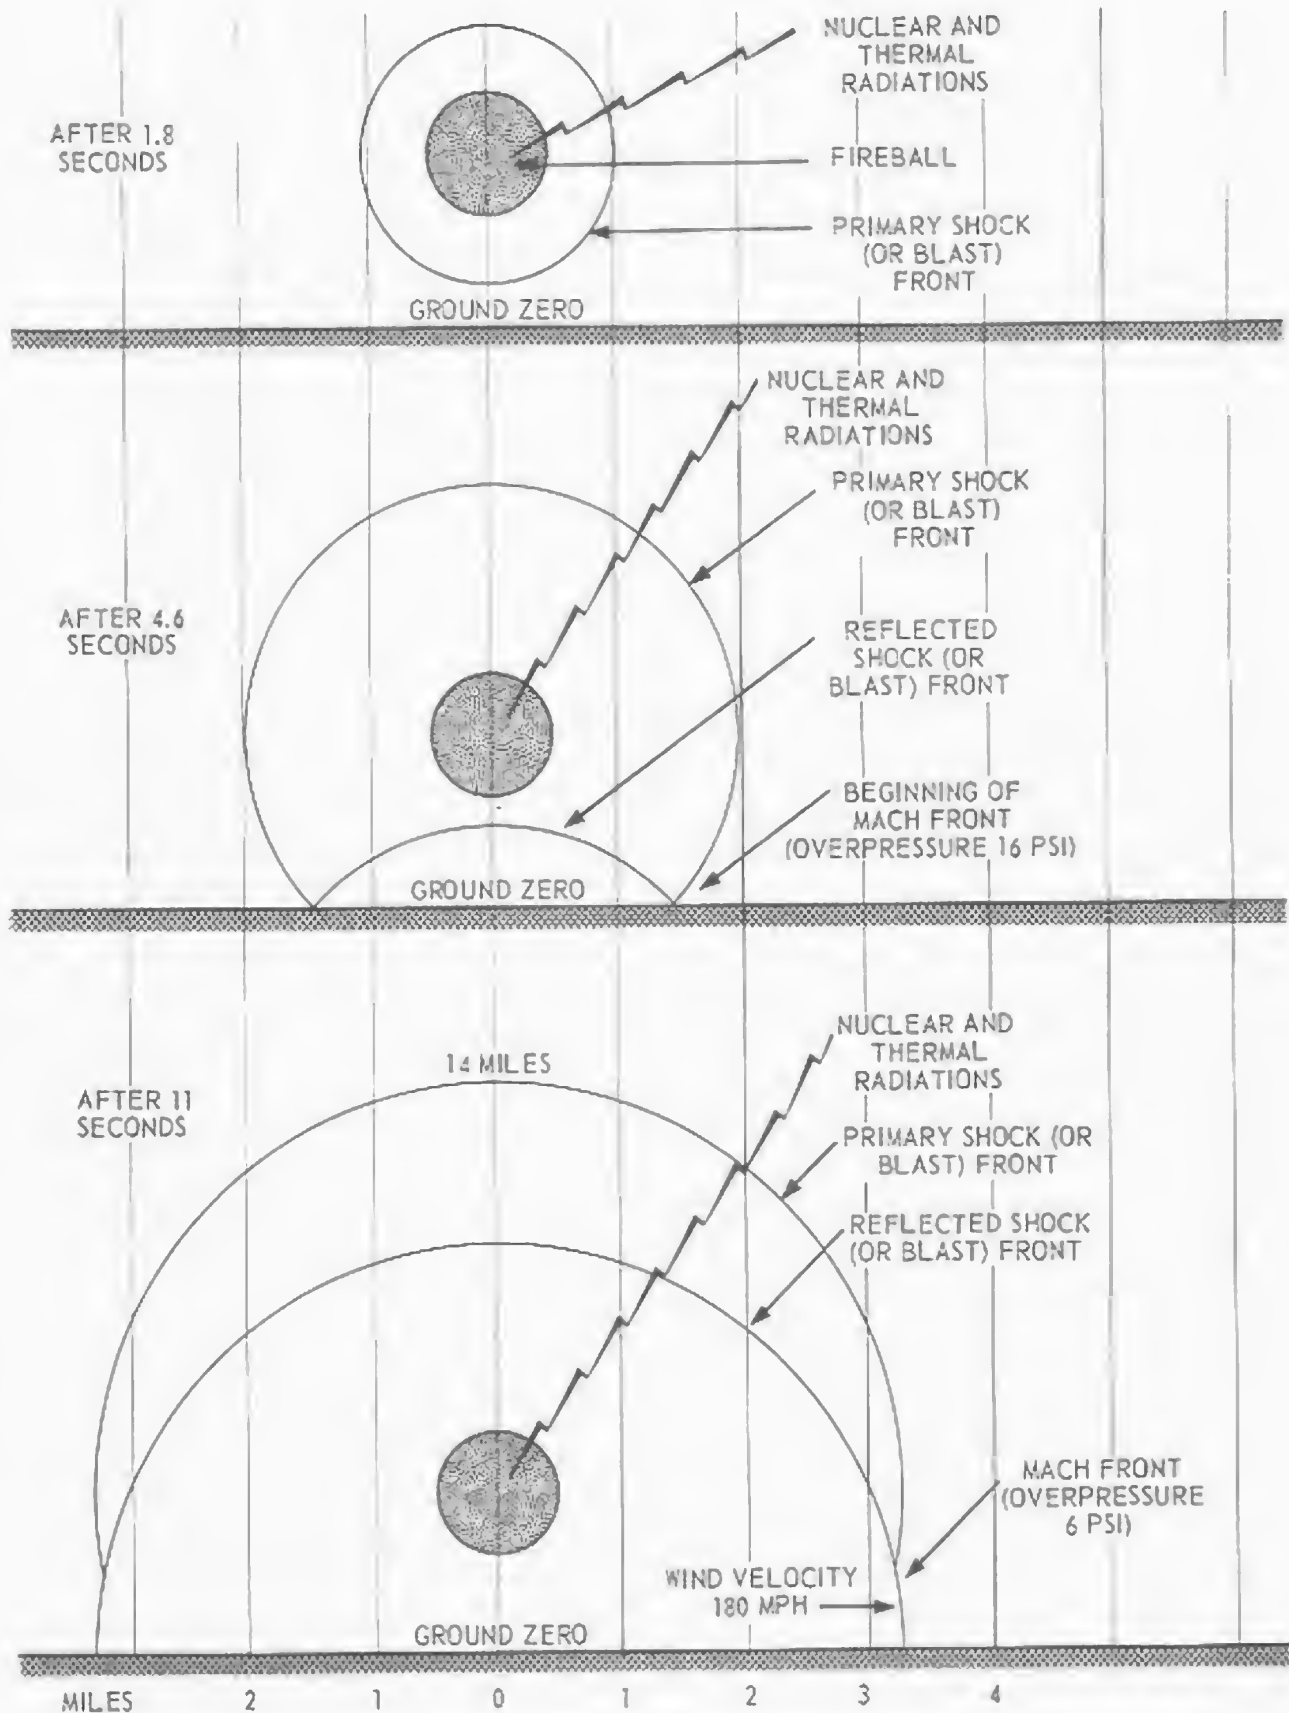 NUCLEAR AND
THERMAL
RADIATIONS
AFTER 1.8
SECONDS
FIREBALL
PRIMARY SHOCK
(OR BLAST)
FRONT
GROUND ZERO
NUCLEAR AND
THERMAL
RADIATIONS
PRIMARY SHOCK
(OR BLAST)
FRONT
AFTER 4.6
SECONDS
REFLECTED
SHOCK (OR
BLAST) FRONT
BEGINNING OF
MACH FRONT
(OVERPRESSURE 16 PSI)
GROUND ZERO
NUCLEAR AND
THERMAL
RADIATIONS
14 MILES
AFTER 11
SECONDS
PRIMARY SHOCK (OR
BLAST) FRONT
REFLECTED SHOCK
(OR BLAST) FRONT
MACH FRONT
(OVERPRESSURE
6 PSI)
WIND VELOCITY
180 MPH
GROUND ZERO
MILES 2 1 0 1 2 3 4